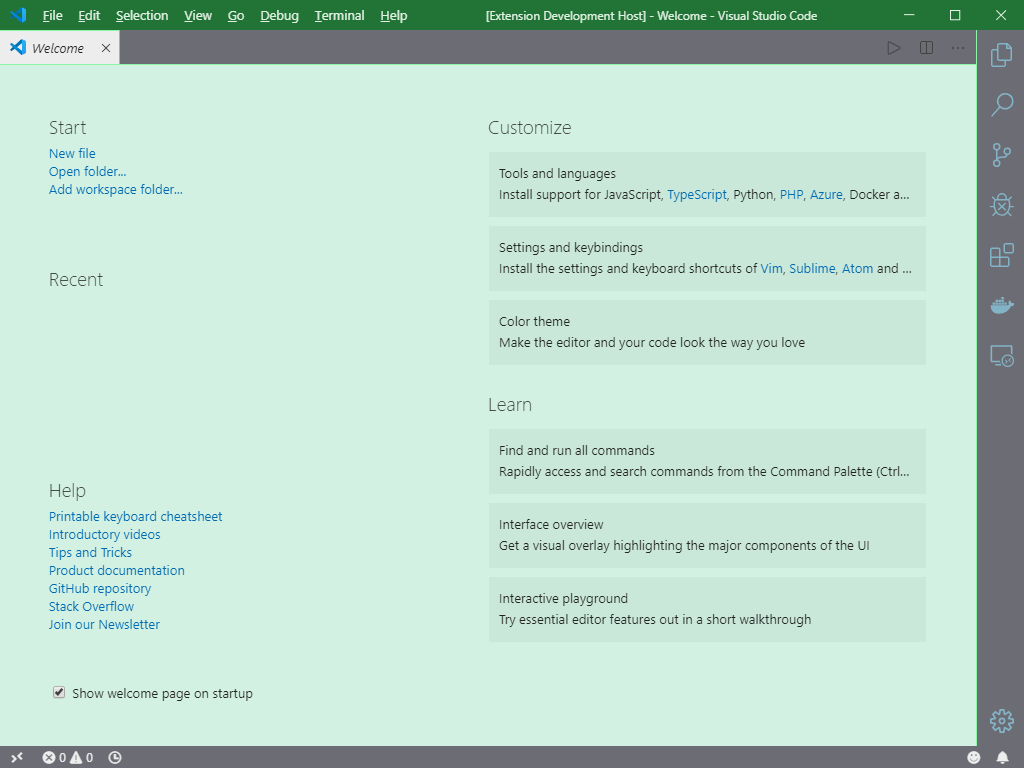 File Edit Selection View Go Debug Terminal Help [Extension Development Host] - Welcome - Visual Studio Code
Welcome
Start
New file
Open folder...
Add workspace folder...
Recent
Help
Printable keyboard cheatsheet
Introductory videos
Tips and Tricks
Product documentation
GitHub repository
Stack Overflow
Join our Newsletter
Show welcome page on startup
Customize
Tools and languages
Install support for JavaScript, TypeScript, Python, PHP, Azure, Docker a...
Settings and keybindings
Install the settings and keyboard shortcuts of Vim, Sublime, Atom and ...
Color theme
Make the editor and your code look the way you love
Learn
Find and run all commands
Rapidly access and search commands from the Command Palette (Ctrl...
Interface overview
Get a visual overlay highlighting the major components of the UI
Interactive playground
Try essential editor features out in a short walkthrough
0 0